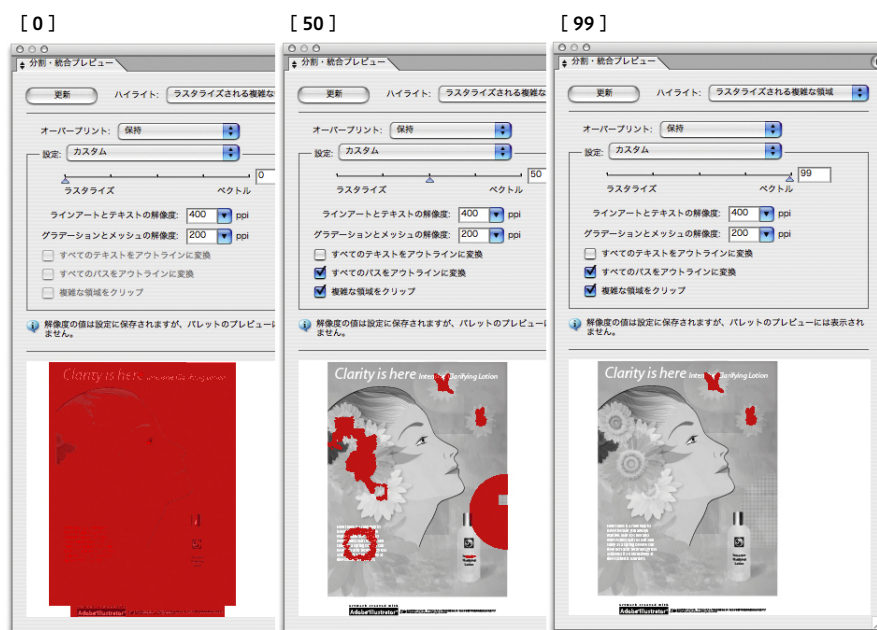 [ 0 ]
分割・統合プレビュー
更新
ハイライト:
ラスタライズされる複雑な
オーバープリント:
保持
設定:
カスタム
0
ラスタライズ
ベクトル
ラインアートとテキストの解像度:
400
ppi
グラデーションとメッシュの解像度:
200
ppi
すべてのテキストをアウトラインに変換
すべてのパスをアウトラインに変換
複雑な領域をクリップ
解像度の値は設定に保存されますが、パレットのプレビューに
ません。
Clarity is here
Adobe Illustrator
[ 50 ]
分割・統合プレビュー
更新
ハイライト:
ラスタライズされる複雑な
オーバープリント:
保持
設定:
カスタム
50
ラスタライズ
ベクトル
ラインアートとテキストの解像度:
400
ppi
グラデーションとメッシュの解像度:
200
ppi
すべてのテキストをアウトラインに変換
すべてのパスをアウトラインに変換
複雑な領域をクリップ
解像度の値は設定に保存されますが、パレットのプレビューに
ません。
Clarity is here
Clarifying Lotion
artwork created with
Adobe Illustrator
[ 99 ]
分割・統合プレビュー
更新
ハイライト:
ラスタライズされる複雑な領域
オーバープリント:
保持
設定:
カスタム
99
ラスタライズ
ベクトル
ラインアートとテキストの解像度:
400
ppi
グラデーションとメッシュの解像度:
200
ppi
すべてのテキストをアウトラインに変換
すべてのパスをアウトラインに変換
複雑な領域をクリップ
解像度の値は設定に保存されますが、パレットのプレビューには表示され
ません。
Clarity is here
Clarifying Lotion
artwork created with
Adobe Illustrator